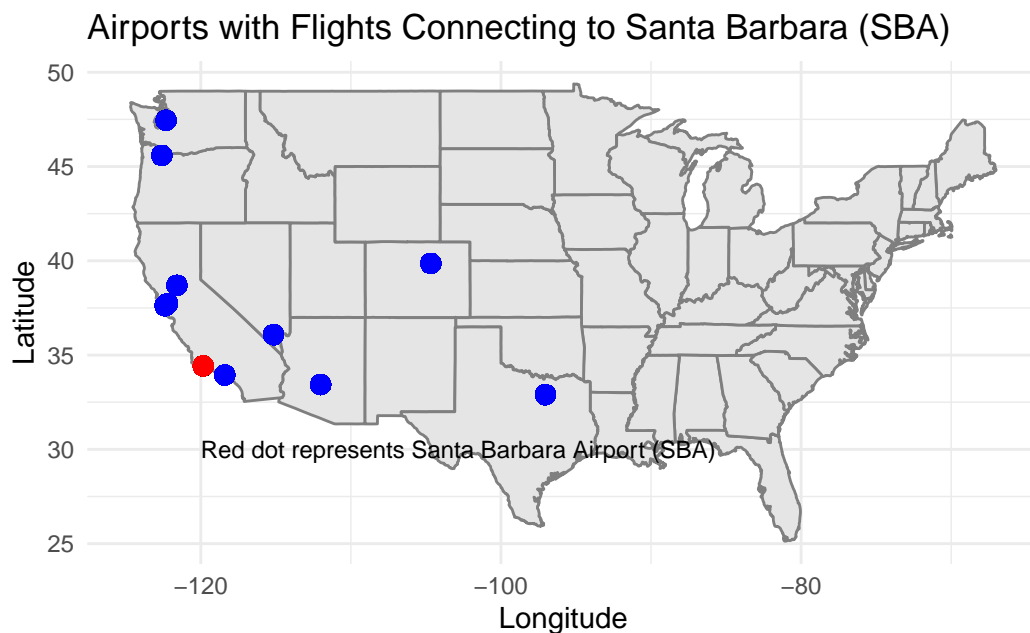 Airports with Flights Connecting to Santa Barbara (SBA)
50
45
40
35
30
25
Latitude
Red dot represents Santa Barbara Airport (SBA)
−120
−100
−80
Longitude